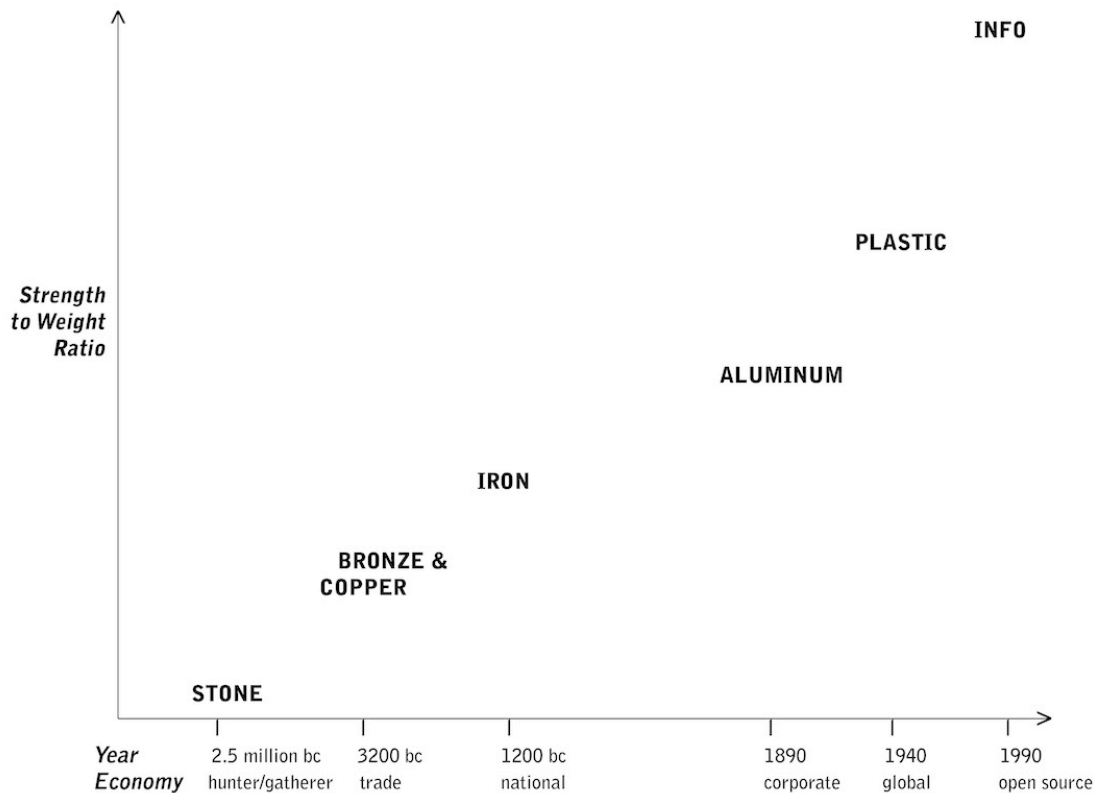 INFO
PLASTIC
Strength
to Weight
Ratio
ALUMINUM
IRON
BRONZE &
COPPER
STONE
Year 2.5 million bc 3200 bc 1200 bc 1890 1940 1990
Economy hunter/gatherer trade national corporate global open source